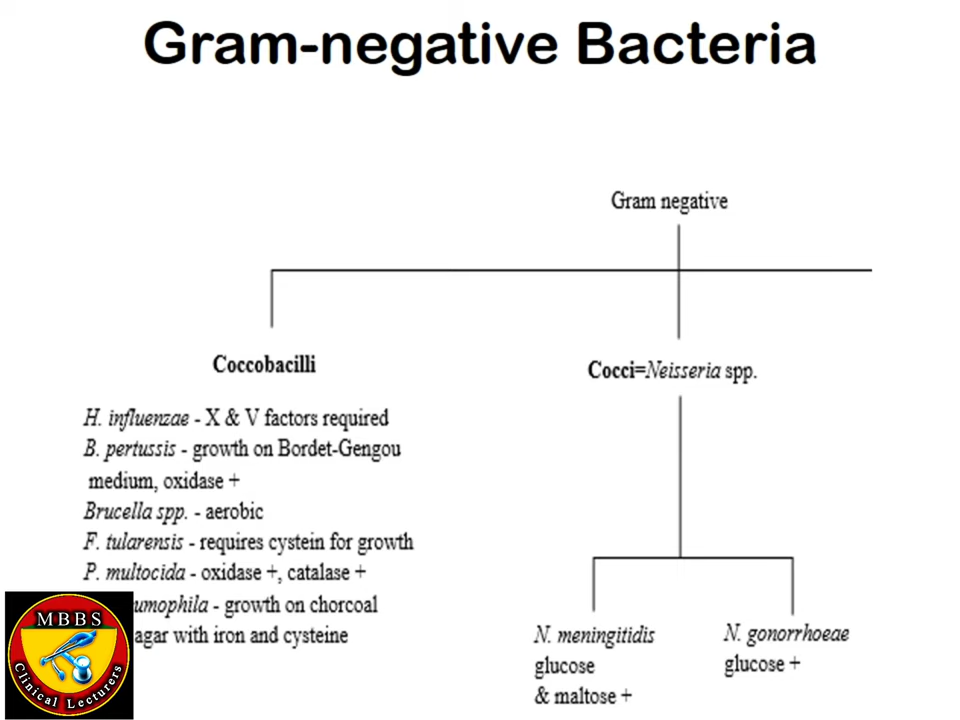 Gram-negative Bacteria
Gram negative
Coccobacilli
H. influenzae - X & V factors required
B. pertussis - growth on Bordet-Gengou
medium, oxidase +
Brucella spp. - aerobic
F. tularensis - requires cystein for growth
P. multocida - oxidase +, catalase +
- growth on chorcoal
agar with iron and cysteine
Cocci=Neisseria spp.
N. meningitidis
glucose
& maltose +
N. gonorrhoeae
glucose +
MBBS
Clinical Lecturers